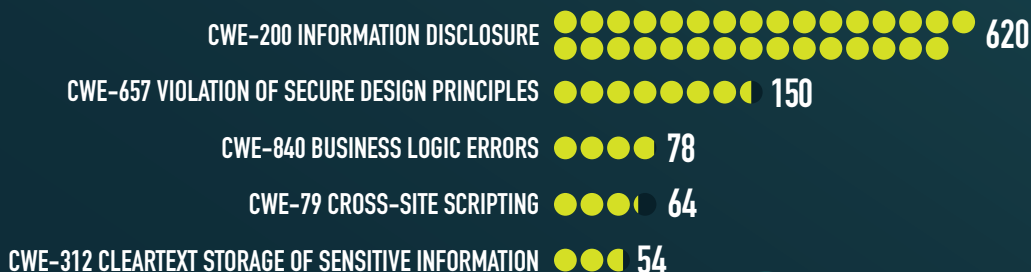 CWE-200 INFORMATION DISCLOSURE 620
CWE-657 VIOLATION OF SECURE DESIGN PRINCIPLES 150
CWE-840 BUSINESS LOGIC ERRORS 78
CWE-79 CROSS-SITE SCRIPTING 64
CWE-312 CLEARTEXT STORAGE OF SENSITIVE INFORMATION 54